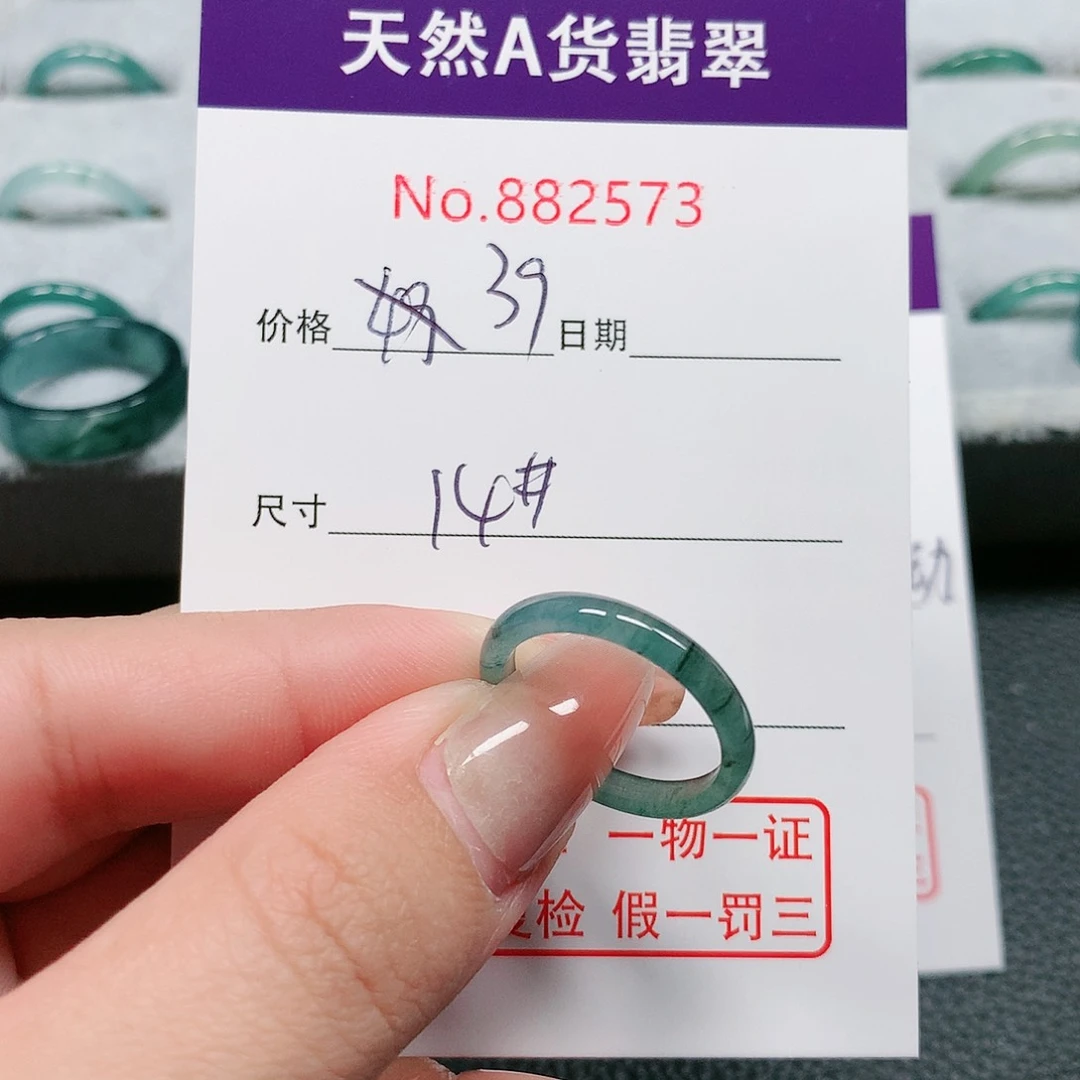 天然A货翡翠
No.882573
价格 39 日期
尺寸 14#
一物一证
检 假一罚三
动